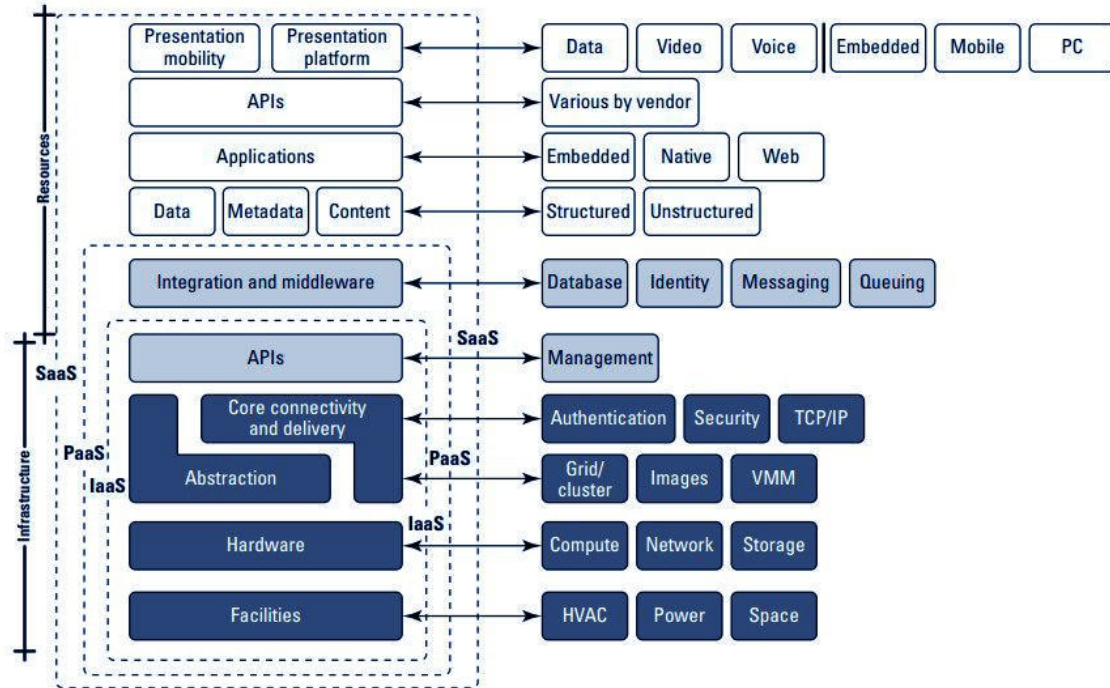 Resources
Infrastructure
Presentation
mobility
Presentation
platform
Data
Video
Voice
Embedded
Mobile
PC
APIs
Various by vendor
Applications
Embedded
Native
Web
Data
Metadata
Content
Structured
Unstructured
Integration and middleware
Database
Identity
Messaging
Queuing
APIs
SaaS
Management
SaaS
Core connectivity
and delivery
Authentication
Security
TCP/IP
PaaS
PaaS
IaaS
Abstraction
Grid/
cluster
Images
VMM
IaaS
Hardware
Compute
Network
Storage
Facilities
HVAC
Power
Space